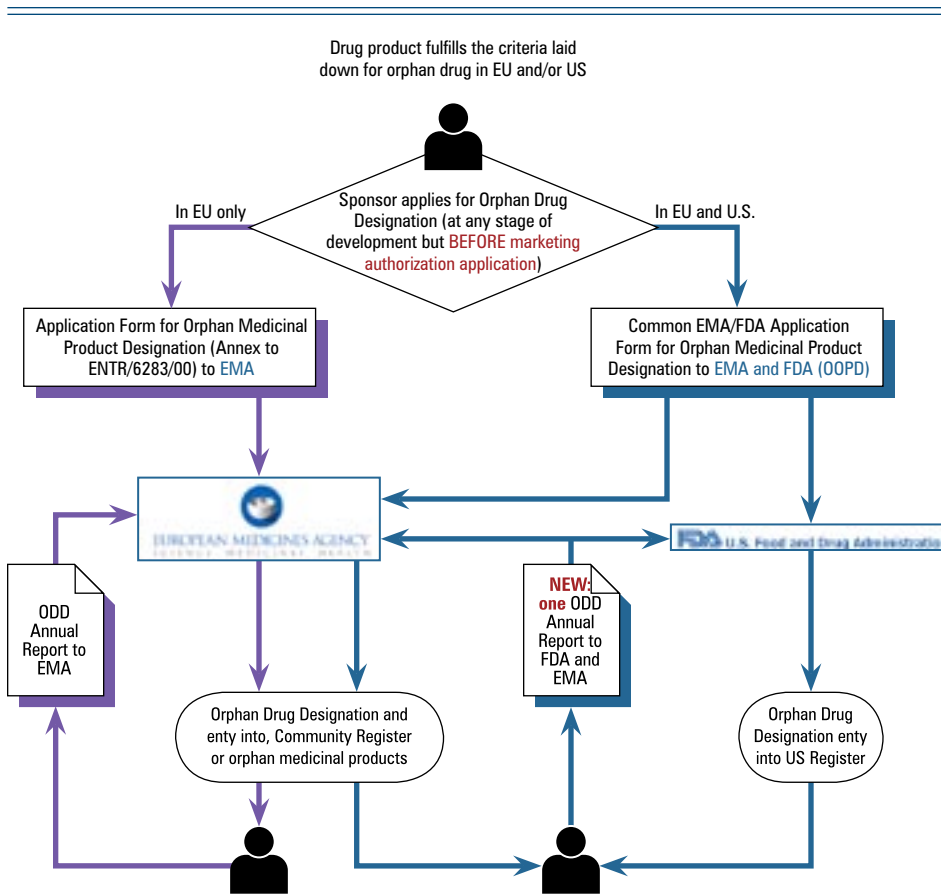 Drug product fulfills the criteria laid
down for orphan drug in EU and/or US
In EU only
Sponsor applies for Orphan Drug
Designation (at any stage of
development but BEFORE marketing
authorization application)
In EU and U.S.
Application Form for Orphan Medicinal
Product Designation (Annex to
ENTR/6283/00) to EMA
Common EMA/FDA Application
Form for Orphan Medicinal Product
Designation to EMA and FDA (OOPD)
EUROPEAN MEDICINES AGENCY
SCIENCE MEDICINES HEALTH
FDA U.S. Food and Drug Administratio
ODD
Annual
Report to
EMA
NEW:
one ODD
Annual
Report to
FDA and
EMA
Orphan Drug Designation and
enty into, Community Register
or orphan medicinal products
Orphan Drug
Designation enty
into US Register